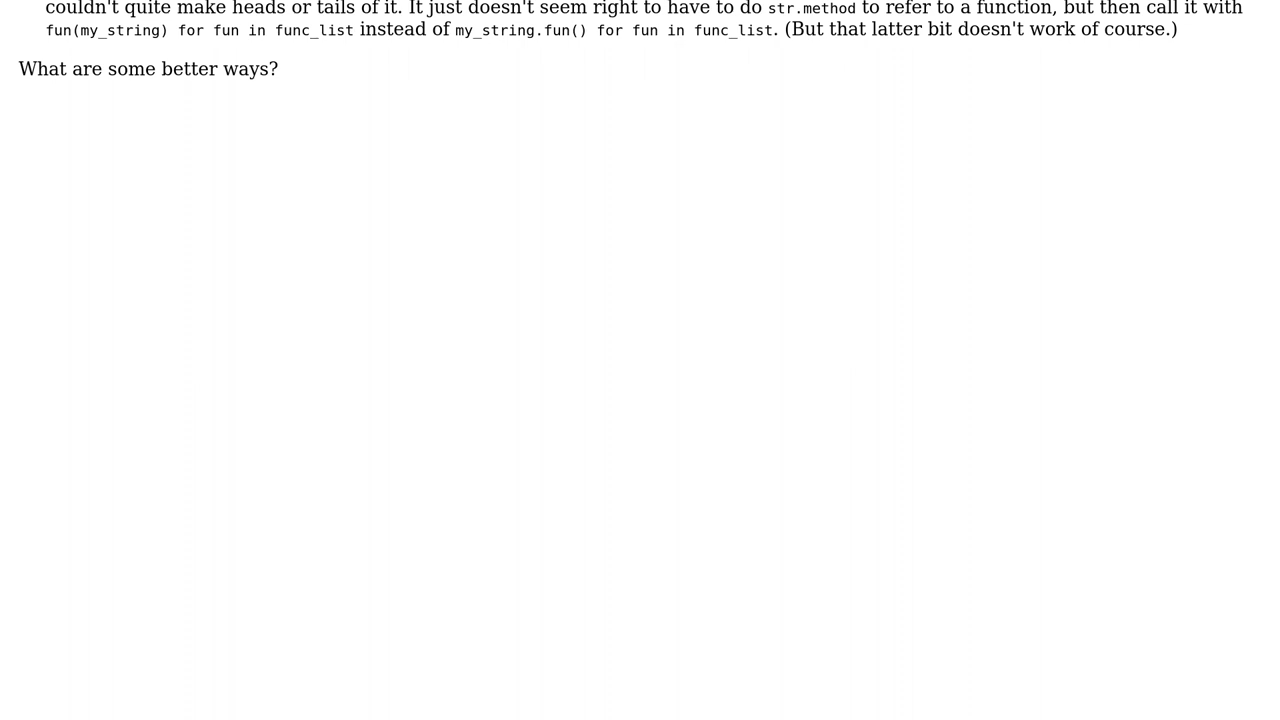 couldn't quite make heads or tails of it. It just doesn't seem right to have to do str.method to refer to a function, but then call it with
fun(my_string) for fun in func_list instead of my_string.fun() for fun in func_list. (But that latter bit doesn't work of course.)
What are some better ways?